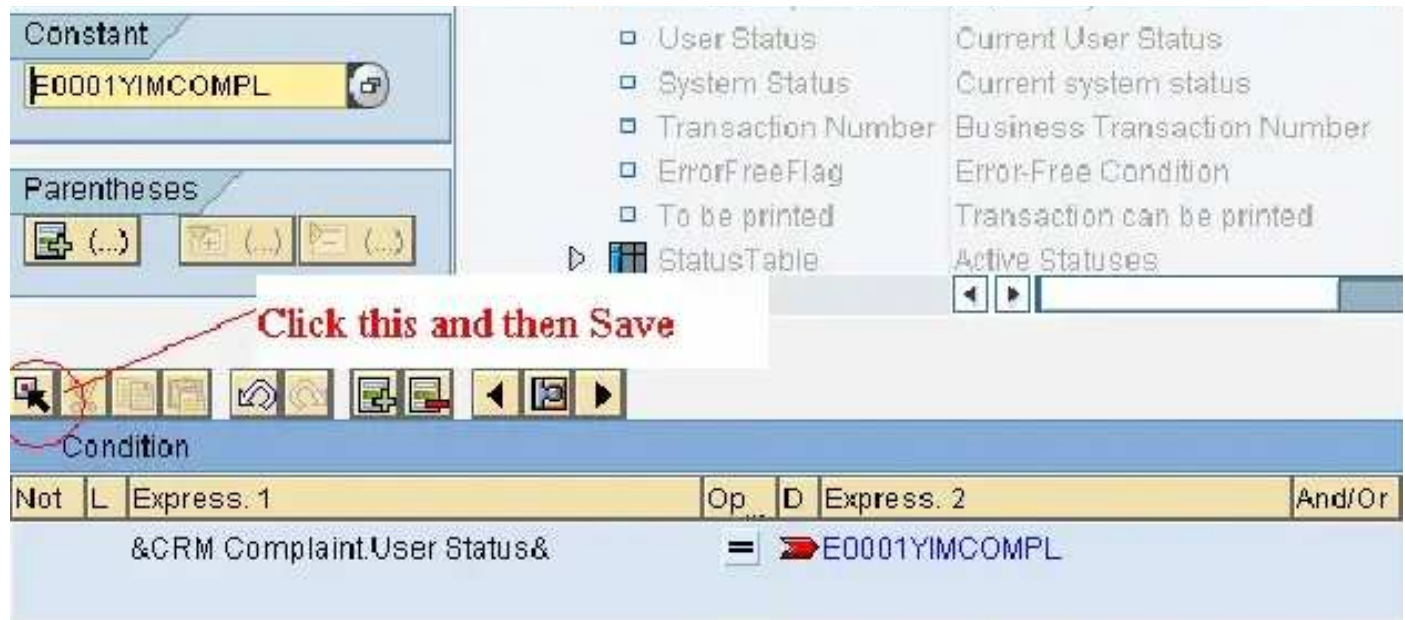 Constant
E0001YIMCOMPL
Parentheses
(...) (...) (...)
User Status Current User Status
System Status Current system status
Transaction Number Business Transaction Number
ErrorFreeFlag Error-Free Condition
To be printed Transaction can be printed
StatusTable Active Statuses
Click this and then Save
Condition
Not L Express. 1 Op... D Express. 2 And/Or
&CRM Complaint.User Status& = E0001YIMCOMPL